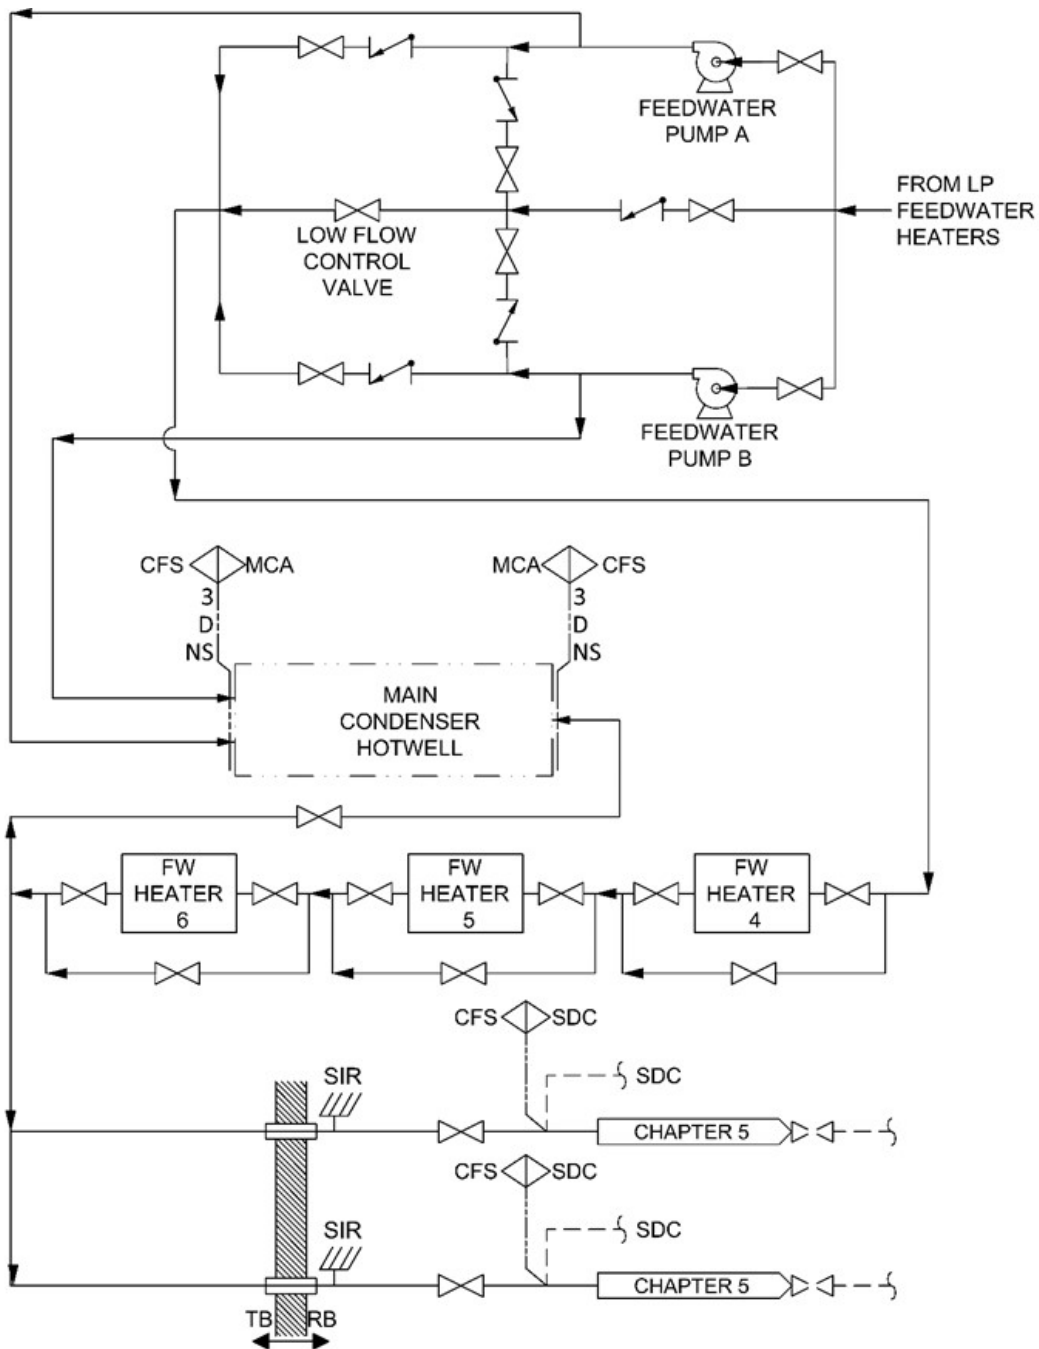 FEEDWATER
PUMP A
FROM LP
FEEDWATER
HEATERS
LOW FLOW
CONTROL
VALVE
FEEDWATER
PUMP B
CFS MCA
3
D
NS
MCA CFS
3
D
NS
MAIN
CONDENSER
HOTWELL
FW
HEATER
6
FW
HEATER
5
FW
HEATER
4
CFS SDC
SIR
SDC
CHAPTER 5
CFS SDC
SIR
SDC
CHAPTER 5
TB RB